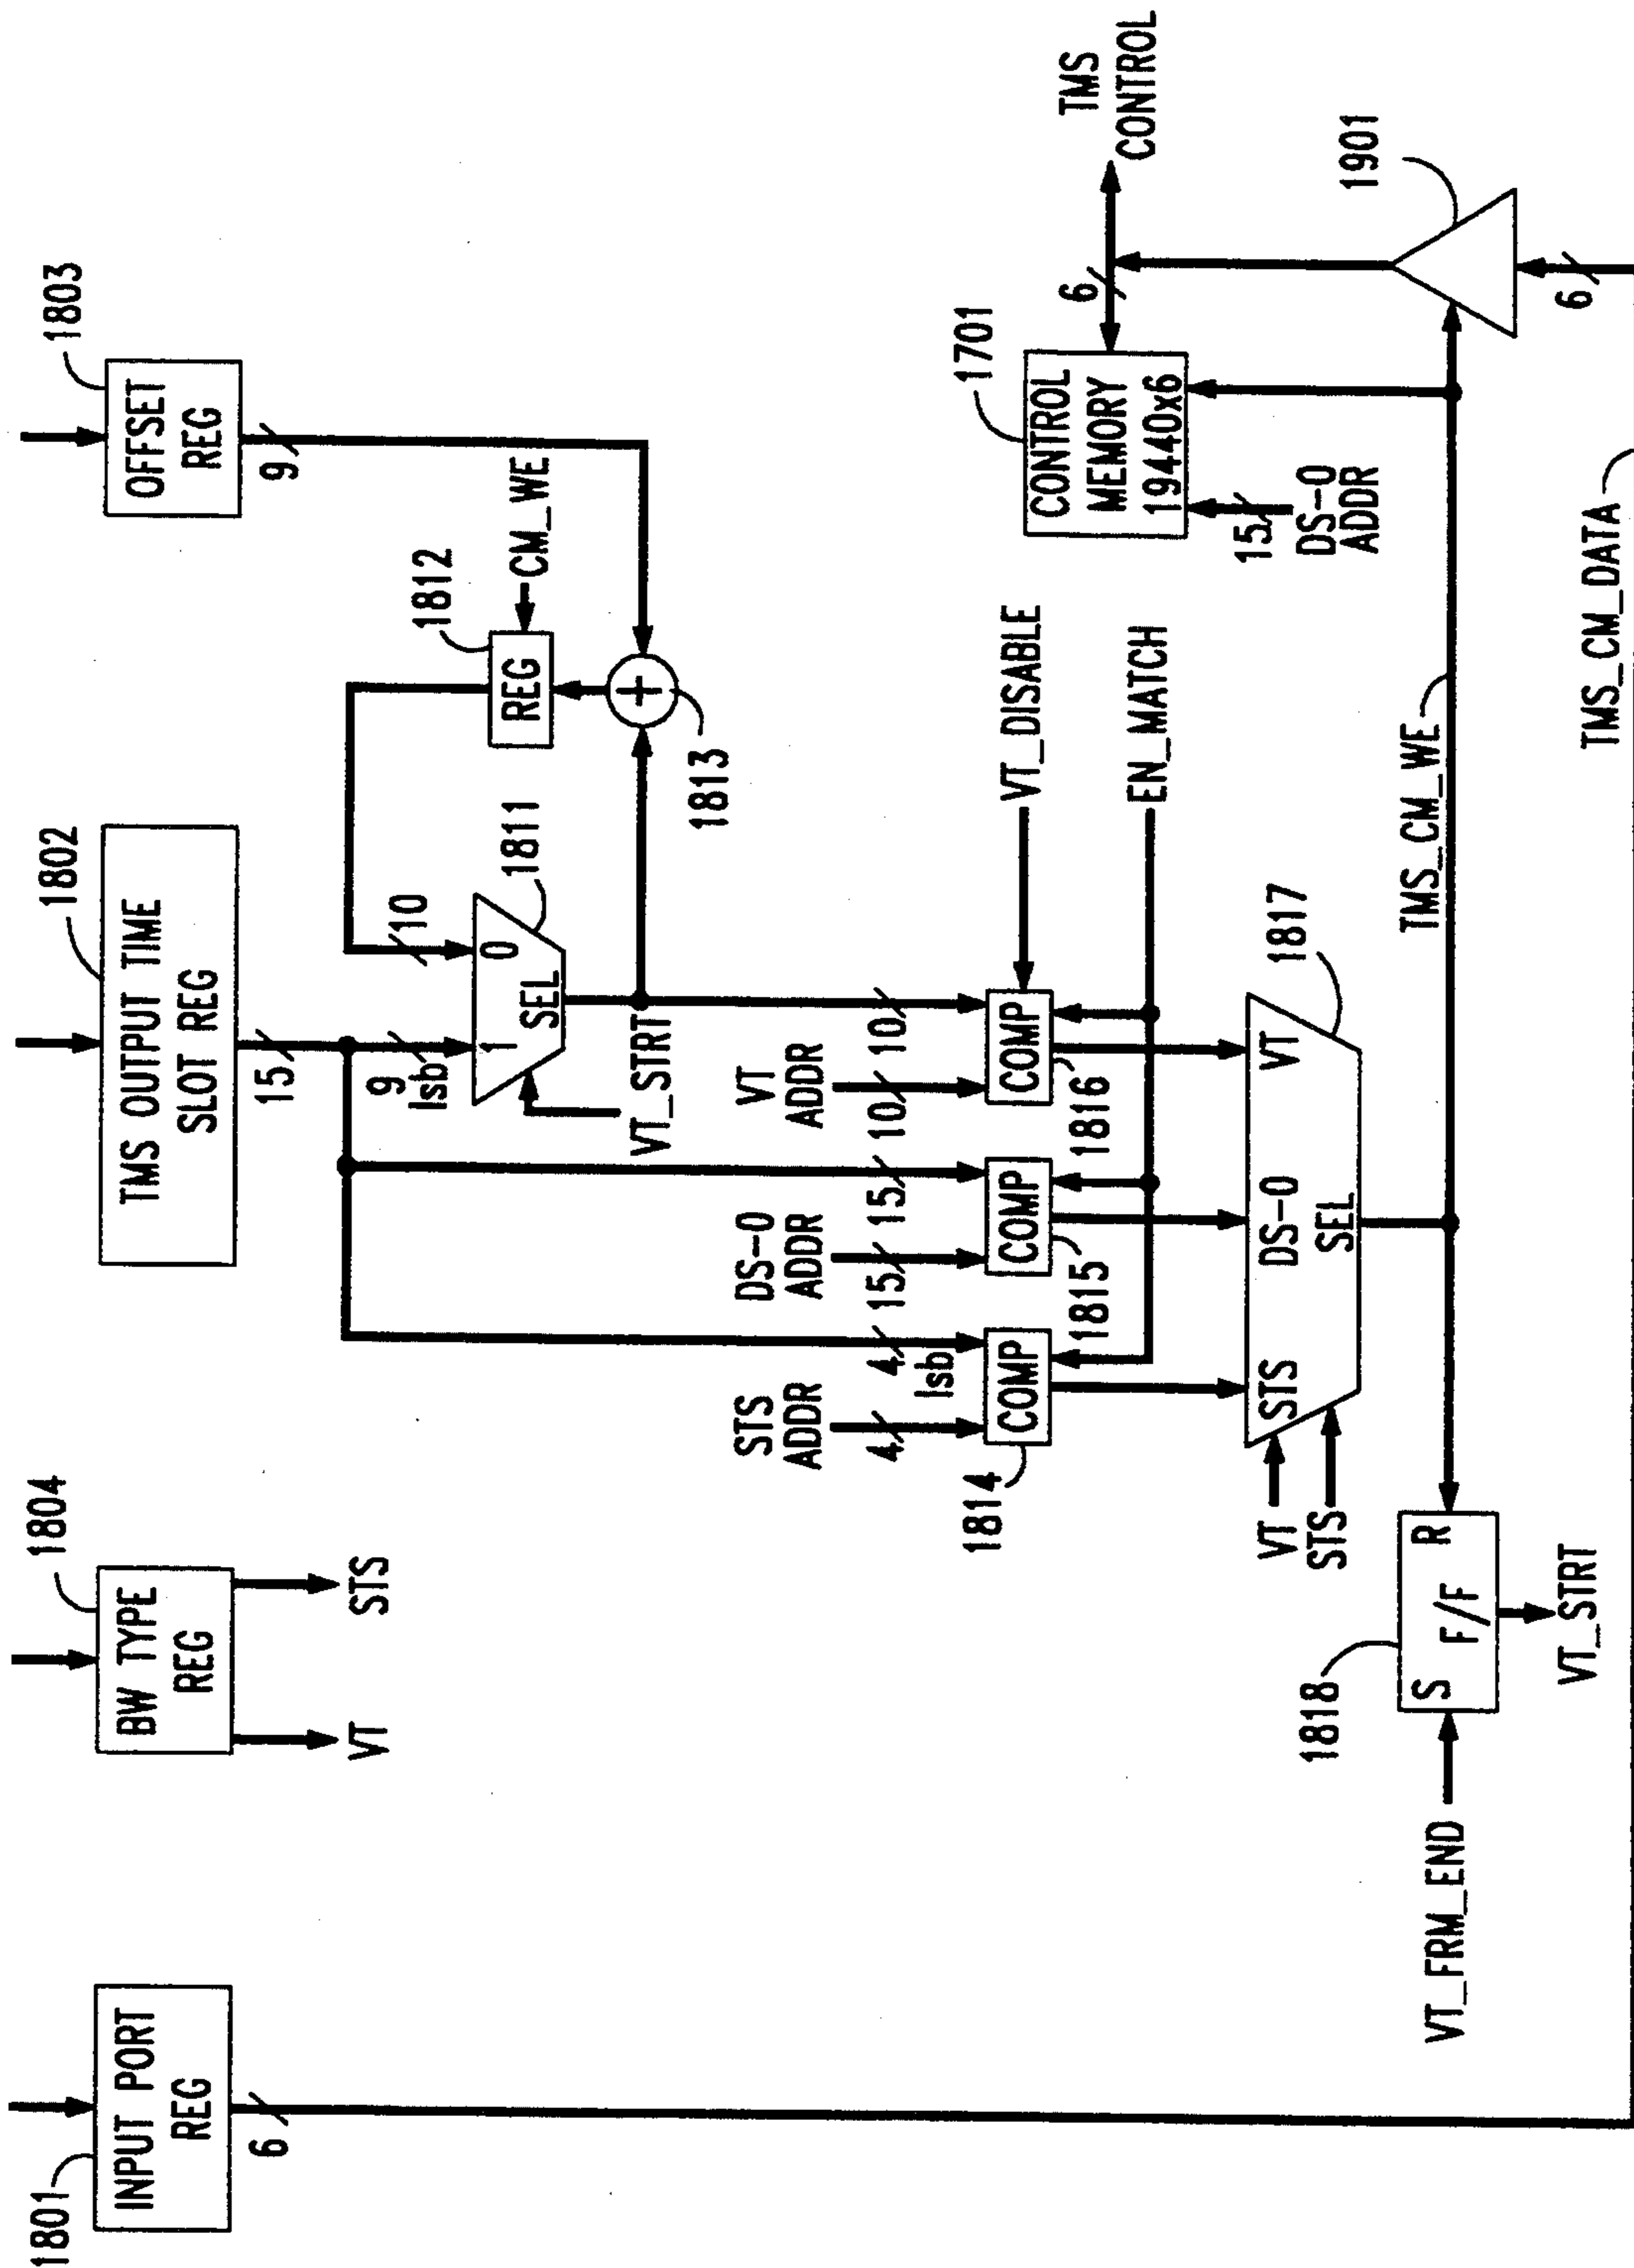 1801
INPUT PORT
REG
6
1804
BW TYPE
REG
VT
STS
1802
TMS OUTPUT TIME
SLOT REG
15
9
lsb
10
1
0
SEL
1811
VT_STRT
1803
OFFSET
REG
9
1812
REG
CM_WE
+
1813
STS
ADDR
4
4
lsb
DS-0
ADDR
15
15
VT
ADDR
10
10
VT_DISABLE
EN_MATCH
1814
COMP
1815
COMP
1816
COMP
VT
STS
STS
DS-0
VT
SEL
1817
1701
CONTROL
MEMORY
19440x6
15
DS-0
ADDR
6
TMS
CONTROL
1901
6
TMS_CM_WE
TMS_CM_DATA
VT_FRM_END
1818
S
R
F/F
VT_STRT